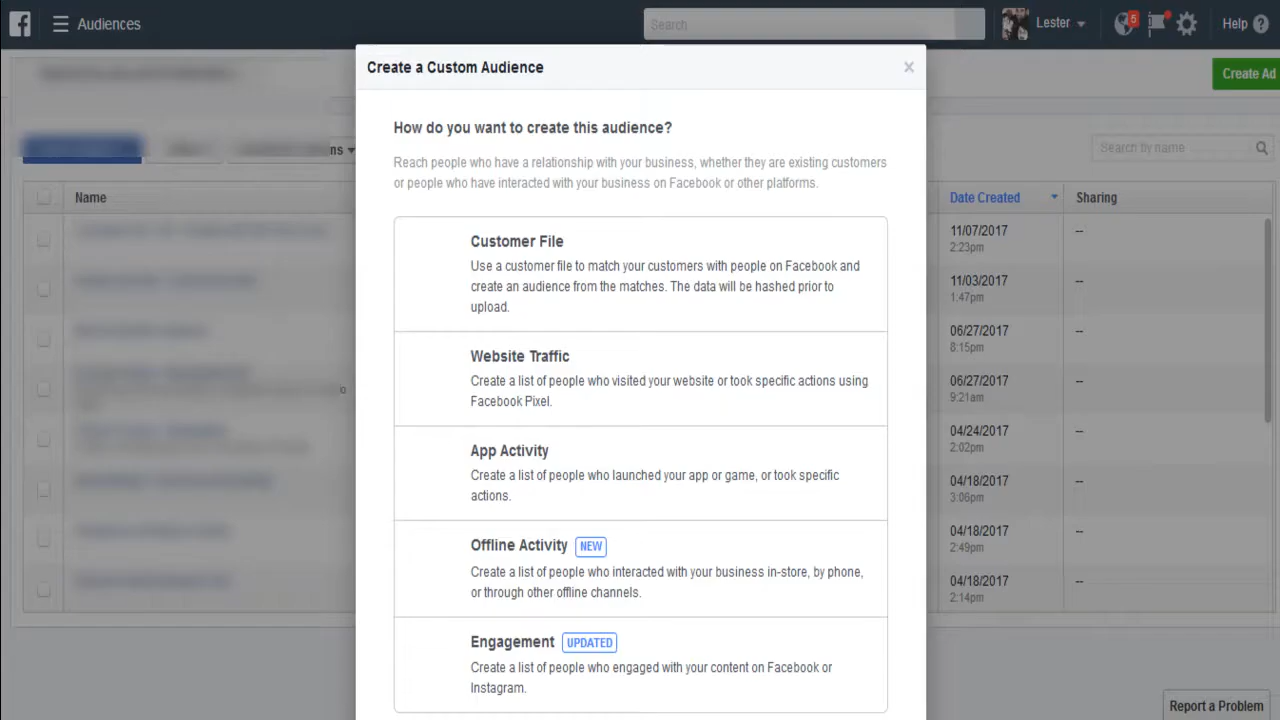 f
Audiences
Search
Lester
5
Help
Create a Custom Audience
×
Create Ad
How do you want to create this audience?
Reach people who have a relationship with your business, whether they are existing customers
or people who have interacted with your business on Facebook or other platforms.
ns
Search by name
Name
Date Created
Sharing
Customer File
Use a customer file to match your customers with people on Facebook and
create an audience from the matches. The data will be hashed prior to
upload.
Website Traffic
Create a list of people who visited your website or took specific actions using
Facebook Pixel.
App Activity
Create a list of people who launched your app or game, or took specific
actions.
Offline Activity NEW
Create a list of people who interacted with your business in-store, by phone,
or through other offline channels.
Engagement UPDATED
Create a list of people who engaged with your content on Facebook or
Instagram.
11/07/2017
2:23pm
--
11/03/2017
1:47pm
--
06/27/2017
8:15pm
--
06/27/2017
9:21am
--
04/24/2017
2:02pm
--
04/18/2017
3:06pm
--
04/18/2017
2:49pm
--
04/18/2017
2:14pm
--
Report a Problem